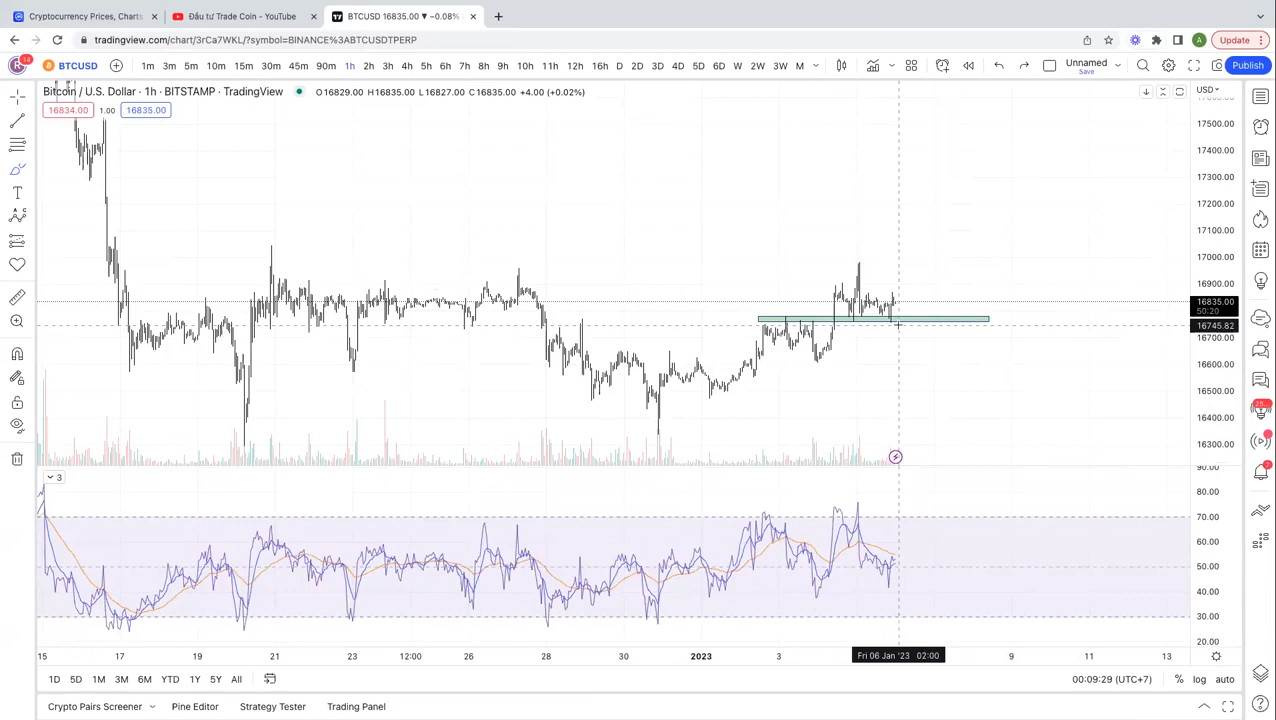 Cryptocurrency Prices, Charts
Đầu tư Trade Coin - YouTube
BTCUSD 16835.00 ▼ −0.08%
tradingview.com/chart/3rCa7WKL/?symbol=BINANCE%3ABTCUSDTPERP
A
Update
R 14
BTCUSD 1m 3m 5m 10m 15m 30m 45m 90m 1h 2h 3h 4h 5h 6h 7h 8h 9h 10h 11h 12h 16h D 2D 3D 4D 5D 6D W 2W 3W M
Unnamed
Save
Publish
Bitcoin / U.S. Dollar · 1h · BITSTAMP · TradingView
O16829.00 H16835.00 L16827.00 C16835.00
(+0.02%)
USD
16834.00 1.00 16835.00
17500.00
17400.00
17300.00
17200.00
17100.00
17000.00
16900.00
16835.00
50:20
16745.82
16700.00
16600.00
16500.00
16400.00
16300.00
3
90.00
80.00
70.00
60.00
50.00
40.00
30.00
20.00
15 17 19 21 23 12:00 26 28 30 2023 3 Fri 06 Jan '23 02:00 9 11 13
1D 5D 1M 3M 6M YTD 1Y 5Y All
00:09:29 (UTC+7) % log auto
Crypto Pairs Screener Pine Editor Strategy Tester Trading Panel
7